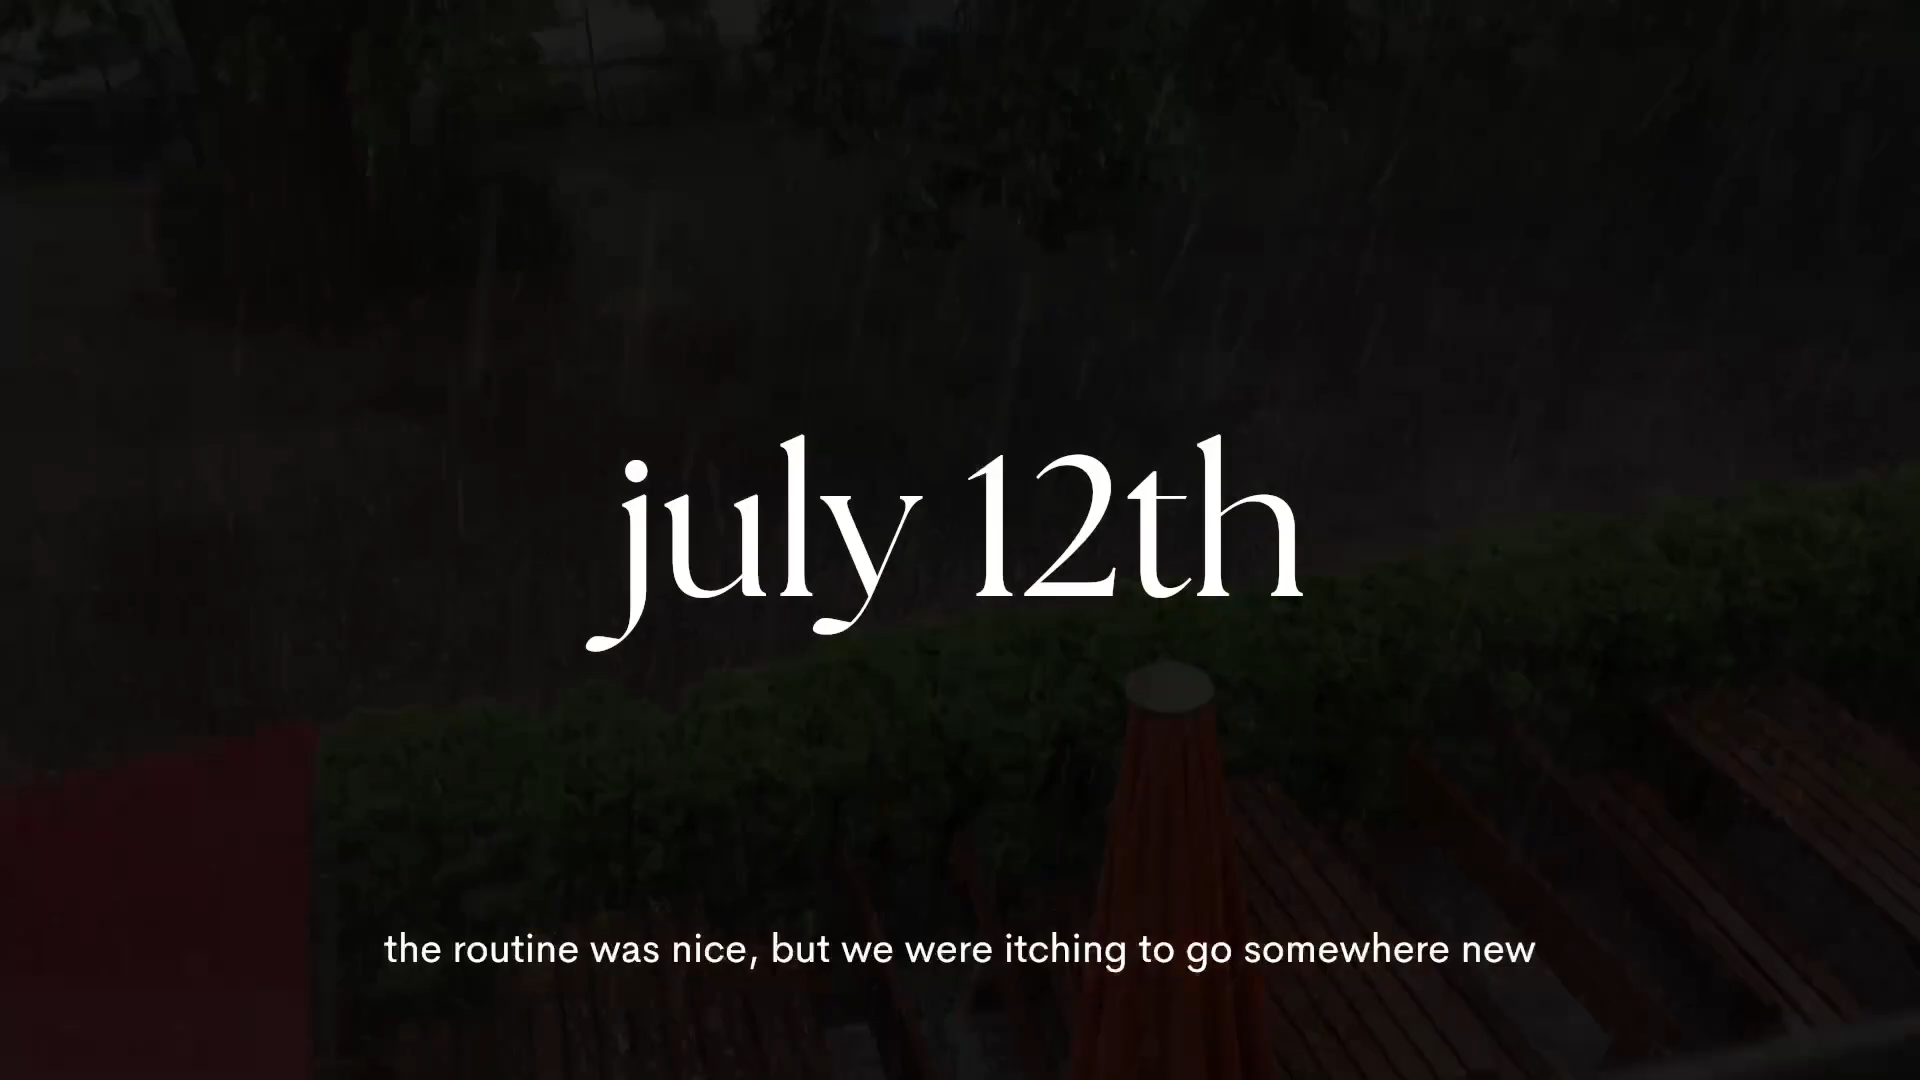 july 12th
the routine was nice, but we were itching to go somewhere new